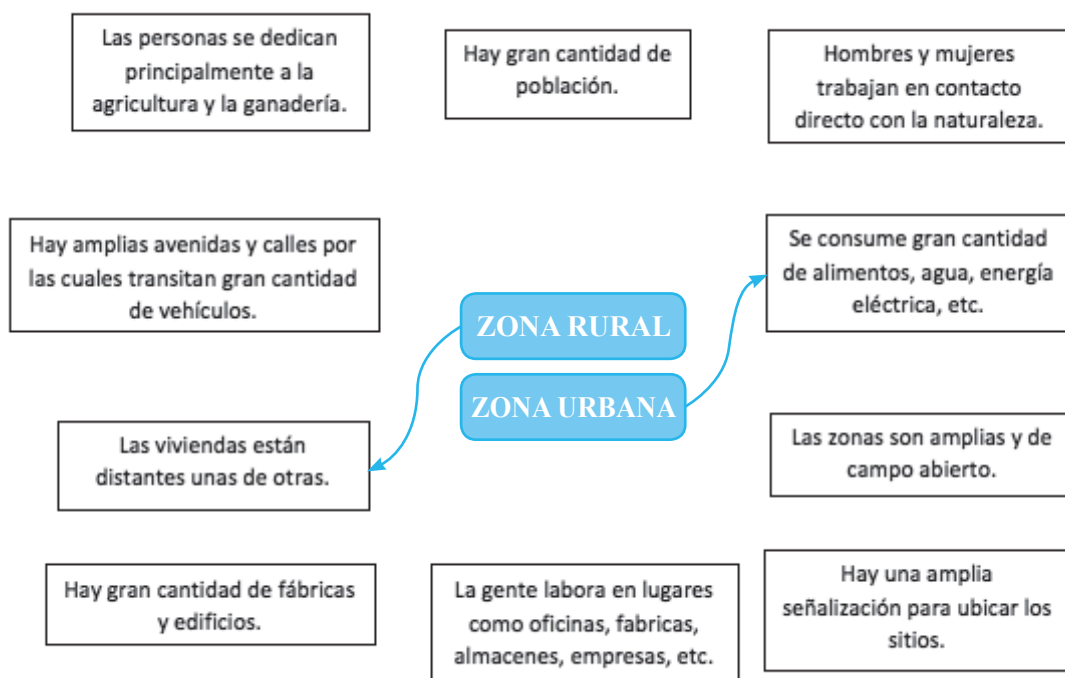 Las personas se dedican
principalmente a la
agricultura y la ganadería.
Hay gran cantidad de
población.
Hombres y mujeres
trabajan en contacto
directo con la naturaleza.
Hay amplias avenidas y calles por
las cuales transitan gran cantidad
de vehículos.
Se consume gran cantidad
de alimentos, agua, energía
eléctrica, etc.
ZONA RURAL
ZONA URBANA
Las viviendas están
distantes unas de otras.
Las zonas son amplias y de
campo abierto.
Hay gran cantidad de fábricas
y edificios.
La gente labora en lugares
como oficinas, fabricas,
almacenes, empresas, etc.
Hay una amplia
señalización para ubicar los
sitios.